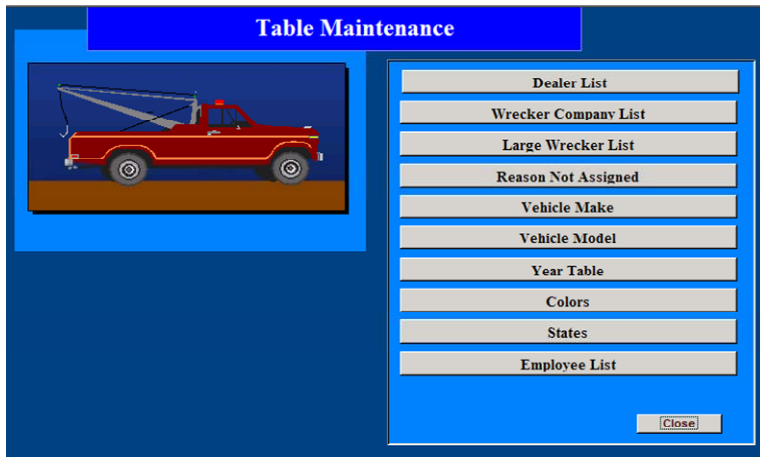 Table Maintenance
Dealer List
Wrecker Company List
Large Wrecker List
Reason Not Assigned
Vehicle Make
Vehicle Model
Year Table
Colors
States
Employee List
Close